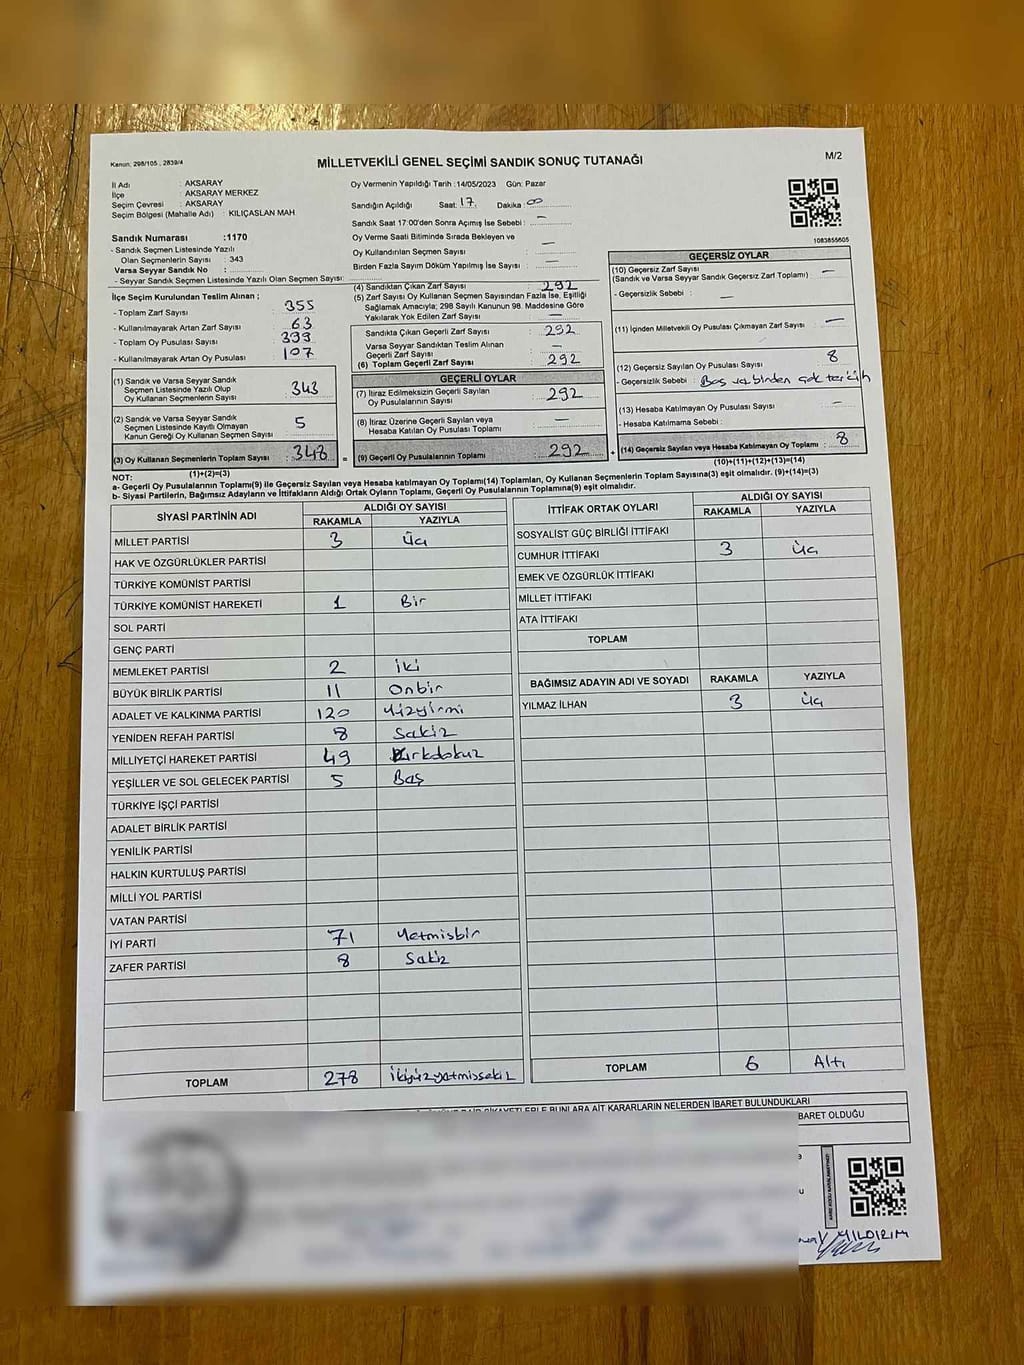 Kanun: 298/105 , 2839/4
MİLLETVEKİLİ GENEL SEÇİMİ SANDIK SONUÇ TUTANAĞI
M/2
İl Adı : AKSARAY
İlçe : AKSARAY MERKEZ
Seçim Çevresi : AKSARAY
Seçim Bölgesi (Mahalle Adı) : KILIÇASLAN MAH
Sandık Numarası :1170
- Sandık Seçmen Listesinde Yazılı
Olan Seçmenlerin Sayısı : 343
Varsa Seyyar Sandık No :
- Seyyar Sandık Seçmen Listesinde Yazılı Olan Seçmen Sayısı:
İlçe Seçim Kurulundan Teslim Alınan ;
- Toplam Zarf Sayısı : 355
- Kullanılmayarak Artan Zarf Sayısı : 63
- Toplam Oy Pusulası Sayısı : 399
- Kullanılmayarak Artan Oy Pusulası : 107
(1) Sandık ve Varsa Seyyar Sandık
Seçmen Listesinde Yazılı Olup
Oy Kullanan Seçmenlerin Sayısı : 343
(2) Sandık ve Varsa Seyyar Sandık
Seçmen Listesinde Kayıtlı Olmayan
Kanun Gereği Oy Kullanan Seçmen Sayısı : 5
(3) Oy Kullanan Seçmenlerin Toplam Sayısı : 348 =
(1)+(2)=(3)
Oy Vermenin Yapıldığı Tarih :14/05/2023 Gün: Pazar
Sandığın Açıldığı Saat: 17. Dakika: 00
Sandık Saat 17:00'den Sonra Açımış İse Sebebi : —
Oy Verme Saati Bitiminde Sırada Bekleyen ve
Oy Kullandırılan Seçmen Sayısı : —
Birden Fazla Sayım Döküm Yapılmış İse Sayısı : —
(4) Sandıktan Çıkan Zarf Sayısı : 292
(5) Zarf Sayısı Oy Kullanan Seçmen Sayısından Fazla İse, Eşitliği
Sağlamak Amacıyla; 298 Sayılı Kanunun 98. Maddesine Göre
Yakılarak Yok Edilen Zarf Sayısı : —
Sandıkta Çıkan Geçerli Zarf Sayısı : 292
Varsa Seyyar Sandıktan Teslim Alınan
Geçerli Zarf Sayısı : —
(6) Toplam Geçerli Zarf Sayısı : 292
GEÇERLİ OYLAR
(7) İtiraz Edilmeksizin Geçerli Sayılan
Oy Pusulalarının Sayısı : 292
(8) İtiraz Üzerine Geçerli Sayılan veya
Hesaba Katılan Oy Pusulası Toplamı : —
(9) Geçerli Oy Pusulalarının Toplamı : 292 +
1083855605
GEÇERSİZ OYLAR
(10) Geçersiz Zarf Sayısı : —
(Sandık ve Varsa Seyyar Sandık Geçersiz Zarf Toplamı)
- Geçersizlik Sebebi : —
(11) İçinden Milletvekili Oy Pusulası Çıkmayan Zarf Sayısı : —
(12) Geçersiz Sayılan Oy Pusulası Sayısı : 8
- Geçersizlik Sebebi : Boş ve birden çok tercih
(13) Hesaba Katılmayan Oy Pusulası Sayısı : —
- Hesaba Katılmama Sebebi :
(14) Geçersiz Sayılan veya Hesaba Katılmayan Oy Toplamı : 8
(10)+(11)+(12)+(13)=(14)
NOT:
a- Geçerli Oy Pusulalarının Toplamı(9) ile Geçersiz Sayılan veya Hesaba Katılmayan Oy Toplamı(14) Toplamları, Oy Kullanan Seçmenlerin Toplam Sayısına(3) eşit olmalıdır. (9)+(14)=(3)
b- Siyasi Partilerin, Bağımsız Adayların ve İttifakların Aldığı Ortak Oyların Toplamı, Geçerli Oy Pusulalarının Toplamına(9) eşit olmalıdır.
SİYASİ PARTİNİN ADI ALDIĞI OY SAYISI
RAKAMLA YAZIYLA
MİLLET PARTİSİ 3 Üç
HAK VE ÖZGÜRLÜKLER PARTİSİ
TÜRKİYE KOMÜNİST PARTİSİ
TÜRKİYE KOMÜNİST HAREKETİ 1 Bir
SOL PARTİ
GENÇ PARTİ
MEMLEKET PARTİSİ 2 iki
BÜYÜK BİRLİK PARTİSİ 11 Onbir
ADALET VE KALKINMA PARTİSİ 120 Yüzyirmi
YENİDEN REFAH PARTİSİ 8 Sekiz
MİLLİYETÇİ HAREKET PARTİSİ 49 Kırkdokuz
YEŞİLLER VE SOL GELECEK PARTİSİ 5 Beş
TÜRKİYE İŞÇİ PARTİSİ
ADALET BİRLİK PARTİSİ
YENİLİK PARTİSİ
HALKIN KURTULUŞ PARTİSİ
MİLLİ YOL PARTİSİ
VATAN PARTİSİ
İYİ PARTİ 71 Yetmişbir
ZAFER PARTİSİ 8 Sekiz
TOPLAM 278 ikiyüzyetmişsekiz
İTTİFAK ORTAK OYLARI ALDIĞI OY SAYISI
RAKAMLA YAZIYLA
SOSYALİST GÜÇ BİRLİĞİ İTTİFAKI
CUMHUR İTTİFAKI 3 Üç
EMEK VE ÖZGÜRLÜK İTTİFAKI
MİLLET İTTİFAKI
ATA İTTİFAKI
TOPLAM
BAĞIMSIZ ADAYIN ADI VE SOYADI RAKAMLA YAZIYLA
YILMAZ İLHAN 3 Üç
TOPLAM 6 Altı
BUNLARA AİT KARARLARIN NELERDEN İBARET BULUNDUKLARI
BARET OLDUĞU
YILDIRIM